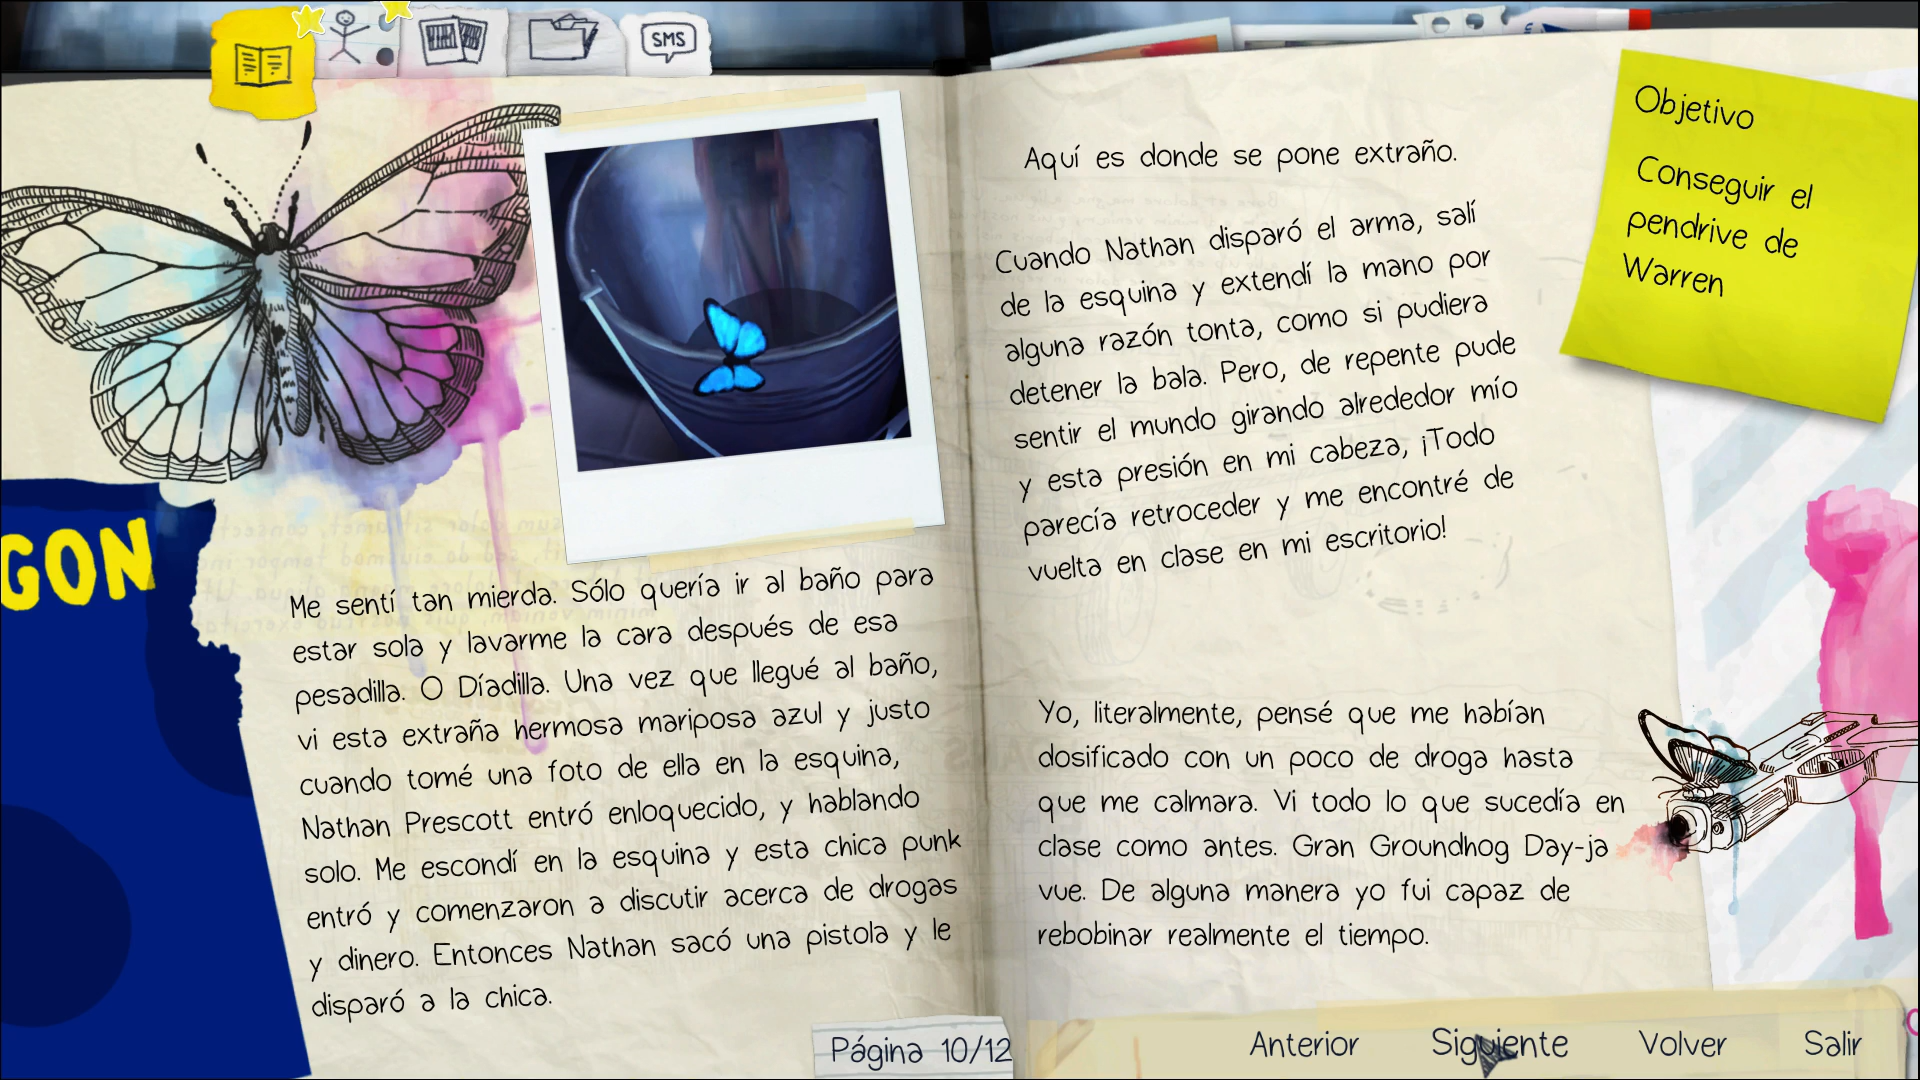 SMS
GON
Me sentí tan mierda. Sólo quería ir al baño para
estar sola y lavarme la cara después de esa
pesadilla. O Díadilla. Una vez que llegué al baño,
vi esta extraña hermosa mariposa azul y justo
cuando tomé una foto de ella en la esquina,
Nathan Prescott entró enloquecido, y hablando
solo. Me escondí en la esquina y esta chica punk
entró y comenzaron a discutir acerca de drogas
y dinero. Entonces Nathan sacó una pistola y le
disparó a la chica.
Página 10/12
Aquí es donde se pone extraño.
Cuando Nathan disparó el arma, salí
de la esquina y extendí la mano por
alguna razón tonta, como si pudiera
detener la bala. Pero, de repente pude
sentir el mundo girando alrededor mío
y esta presión en mi cabeza, ¡Todo
parecía retroceder y me encontré de
vuelta en clase en mi escritorio!
Yo, literalmente, pensé que me habían
dosificado con un poco de droga hasta
que me calmara. Vi todo lo que sucedía en
clase como antes. Gran Groundhog Day-ja
vue. De alguna manera yo fui capaz de
rebobinar realmente el tiempo.
Objetivo
Conseguir el
pendrive de
Warren
Anterior Siguiente Volver Salir